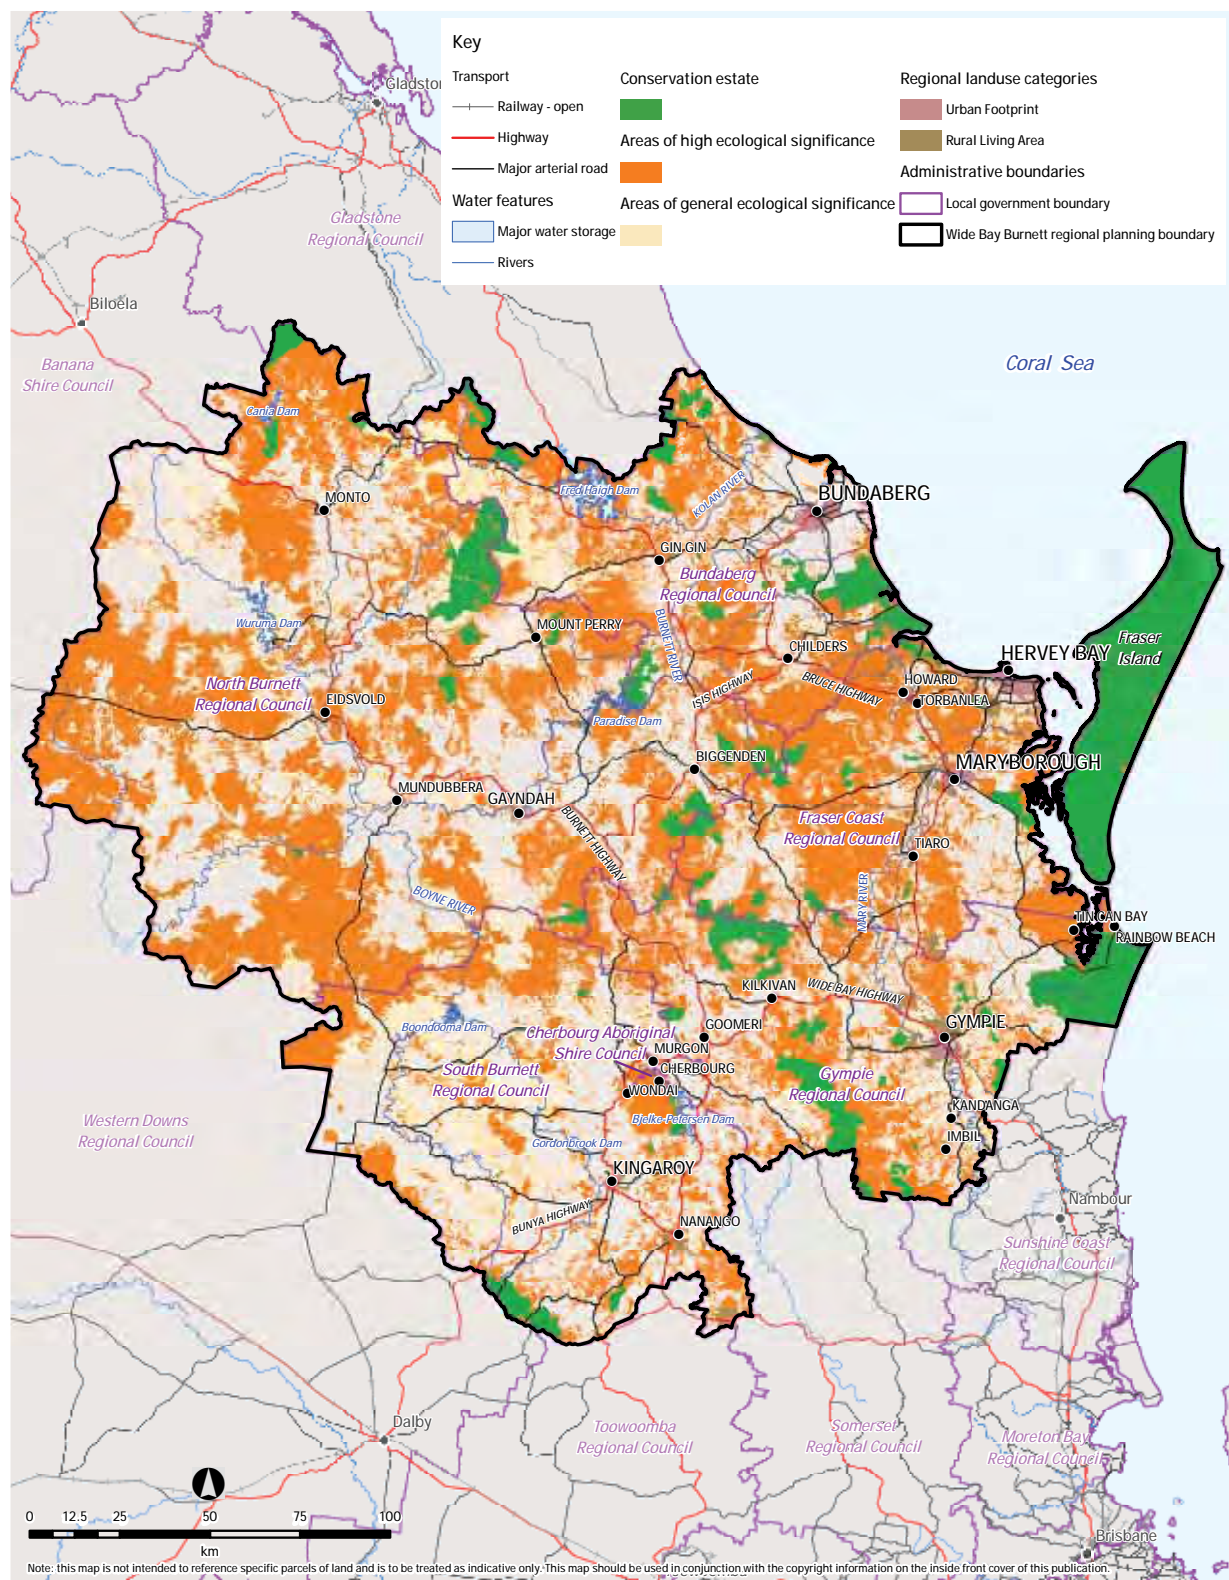 Key
Transport
Railway - open
Highway
Major arterial road
Water features
Major water storage
Rivers
Conservation estate
Areas of high ecological significance
Areas of general ecological significance
Regional landuse categories
Urban Footprint
Rural Living Area
Administrative boundaries
Local government boundary
Wide Bay Burnett regional planning boundary
Gladstone
Regional Council
Biloela
Banana
Shire Council
Coral Sea
Cania Dam
MONTO
Fred Haigh Dam
KOLAN RIVER
BUNDABERG
GIN GIN
Bundaberg
Regional Council
Wuruma Dam
MOUNT PERRY
BURNETT RIVER
CHILDERS
HERVEY BAY
Fraser
Island
North Burnett
Regional Council
EIDSVOLD
ISIS HIGHWAY
BRUCE HIGHWAY
HOWARD
TORBANLEA
Paradise Dam
BIGGENDEN
MARYBOROUGH
MUNDUBBERA
GAYNDAH
BURNETT HIGHWAY
Fraser Coast
Regional Council
TIARO
BOYNE RIVER
MARY RIVER
TIN CAN BAY
RAINBOW BEACH
KILKIVAN
WIDE BAY HIGHWAY
Boondooma Dam
Cherbourg Aboriginal
Shire Council
GOOMERI
GYMPIE
MURGON
CHERBOURG
South Burnett
Regional Council
WONDAI
Gympie
Regional Council
KANDANGA
Bjelke-Petersen Dam
IMBIL
Western Downs
Regional Council
Gordonbrook Dam
KINGAROY
BUNYA HIGHWAY
NANANGO
Nambour
Sunshine Coast
Regional Council
Dalby
Toowoomba
Regional Council
Somerset
Regional Council
Moreton Bay
Regional Council
Brisbane
0 12.5 25 50 75 100
km
Note: this map is not intended to reference specific parcels of land and is to be treated as indicative only. This map should be used in conjunction with the copyright information on the inside front cover of this publication.